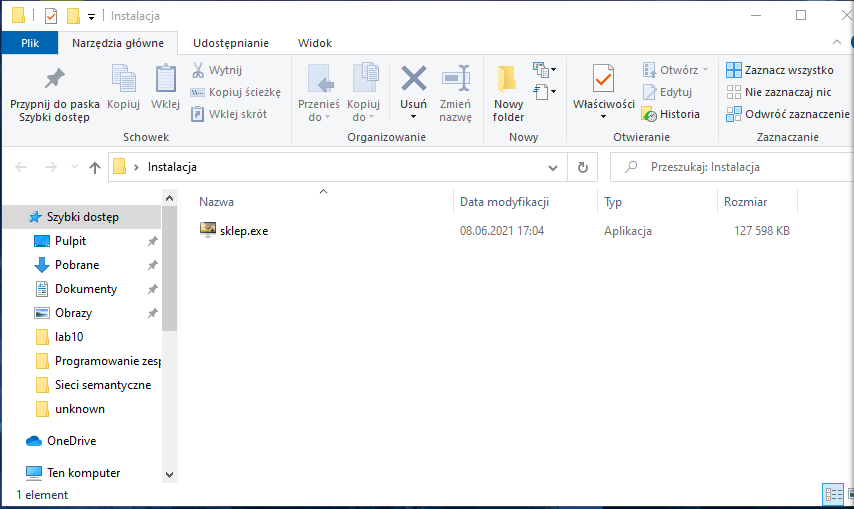 Instalacja
Plik Narzędzia główne Udostępnianie Widok
Przypnij do paska
Szybki dostęp
Kopiuj
Wklej
Wytnij
Kopiuj ścieżkę
Wklej skrót
Schowek
Przenieś
do
Kopiuj
do
Usuń
Zmień
nazwę
Organizowanie
Nowy
folder
Nowy
Właściwości
Otwórz
Edytuj
Historia
Otwieranie
Zaznacz wszystko
Nie zaznaczaj nic
Odwróć zaznaczenie
Zaznaczanie
Instalacja
Przeszukaj: Instalacja
Szybki dostęp
Pulpit
Pobrane
Dokumenty
Obrazy
lab10
Programowanie zesp
Sieci semantyczne
unknown
OneDrive
Ten komputer
Nazwa Data modyfikacji Typ Rozmiar
sklep.exe 08.06.2021 17:04 Aplikacja 127 598 KB
1 element